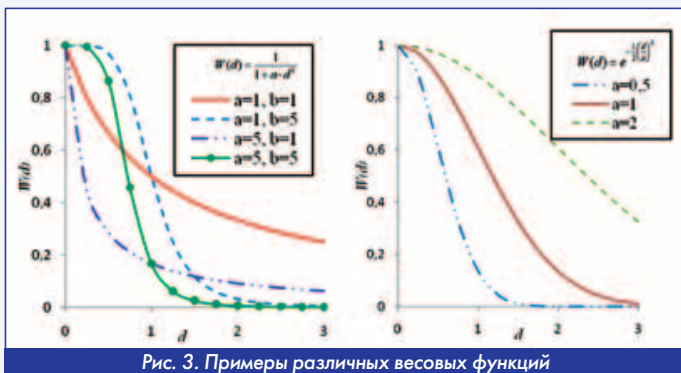 1
0,8
0,6
0,4
0,2
0
W(d)
0
1
2
3
d
W(d) = 1 / (1 + a · d^b)
a=1, b=1
a=1, b=5
a=5, b=1
a=5, b=5
1
0,8
0,6
0,4
0,2
0
W(d)
0
1
2
3
d
W(d) = e
a=0,5
a=1
a=2
Рис. 3. Примеры различных весовых функций